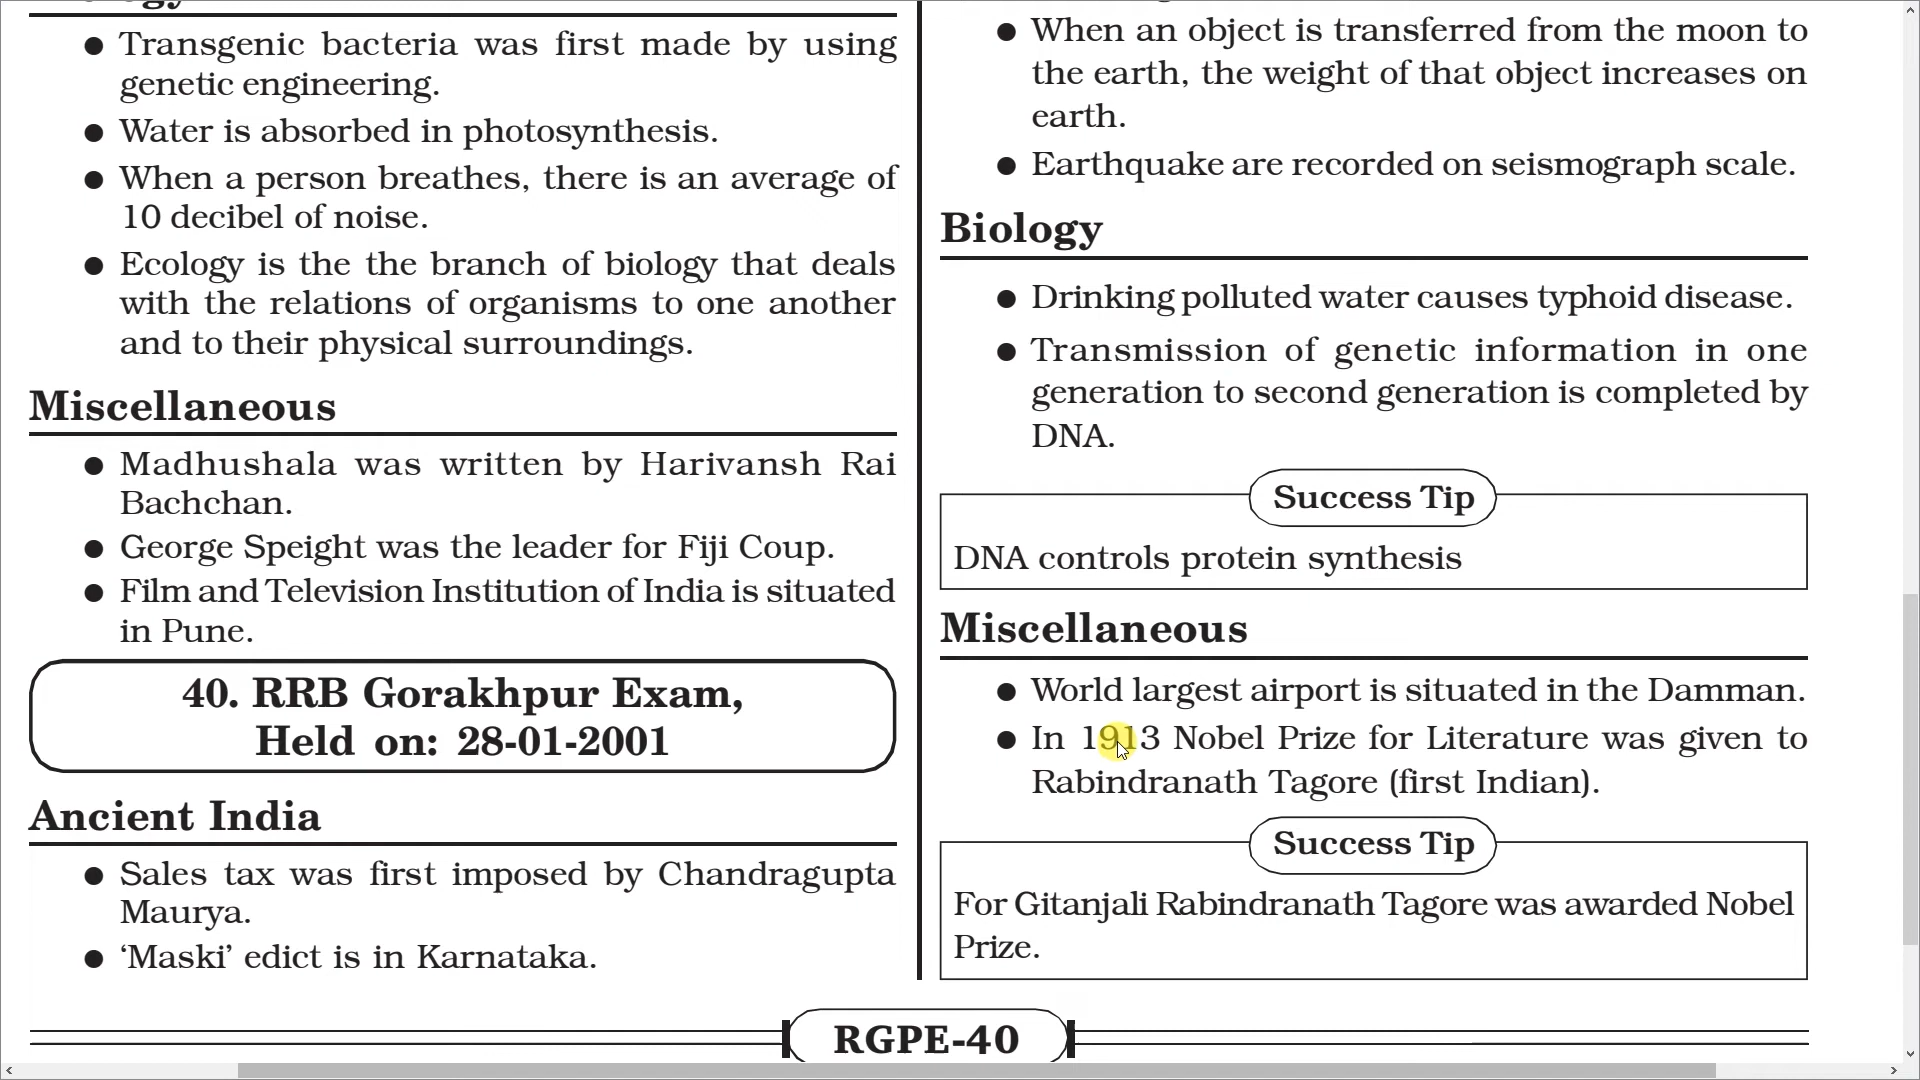 ● Transgenic bacteria was first made by using
genetic engineering.
● Water is absorbed in photosynthesis.
● When a person breathes, there is an average of
10 decibel of noise.
● Ecology is the the branch of biology that deals
with the relations of organisms to one another
and to their physical surroundings.
Miscellaneous
● Madhushala was written by Harivansh Rai
Bachchan.
● George Speight was the leader for Fiji Coup.
● Film and Television Institution of India is situated
in Pune.
40. RRB Gorakhpur Exam,
Held on: 28-01-2001
Ancient India
● Sales tax was first imposed by Chandragupta
Maurya.
● ‘Maski’ edict is in Karnataka.
● When an object is transferred from the moon to
the earth, the weight of that object increases on
earth.
● Earthquake are recorded on seismograph scale.
Biology
● Drinking polluted water causes typhoid disease.
● Transmission of genetic information in one
generation to second generation is completed by
DNA.
Success Tip
DNA controls protein synthesis
Miscellaneous
● World largest airport is situated in the Damman.
● In 1913 Nobel Prize for Literature was given to
Rabindranath Tagore (first Indian).
Success Tip
For Gitanjali Rabindranath Tagore was awarded Nobel
Prize.
RGPE-40